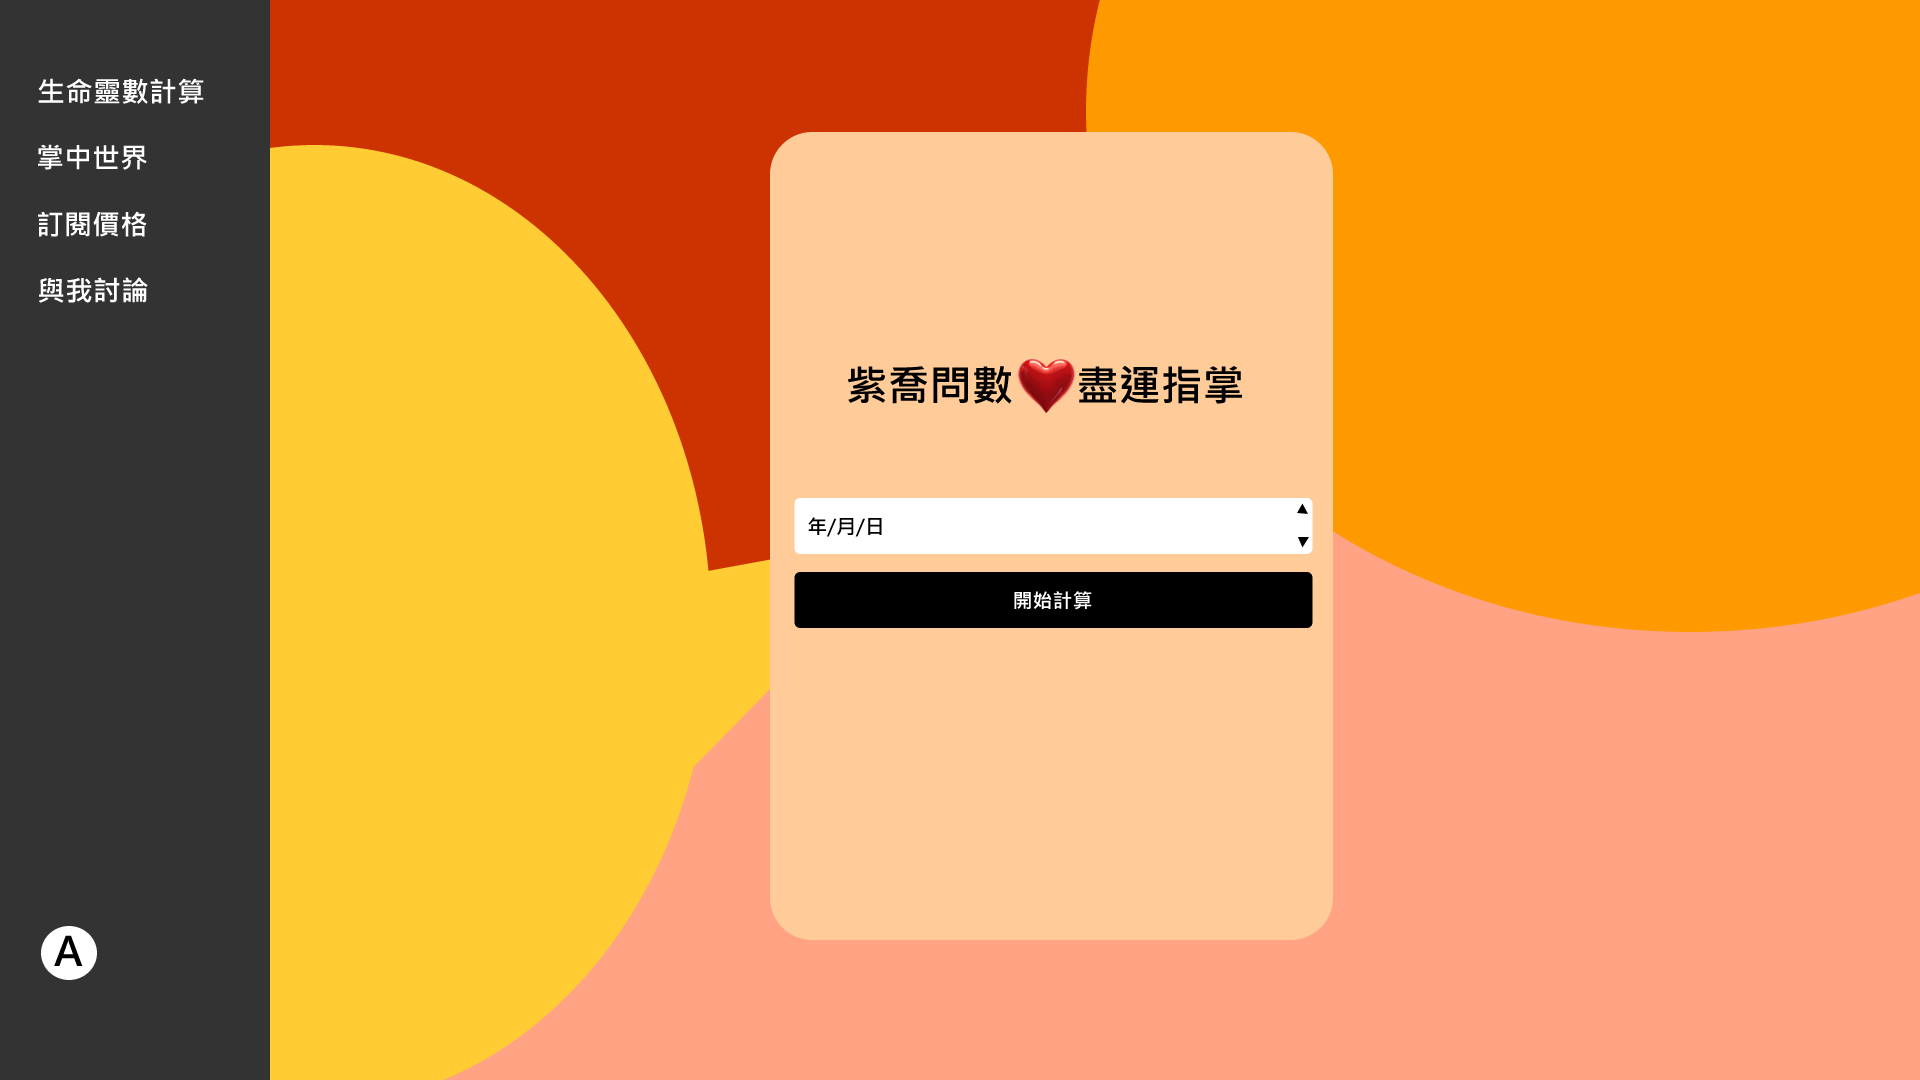 生命靈數計算
掌中世界
訂閱價格
與我討論
紫喬問數❤️盡運指掌
年/月/日
開始計算
A